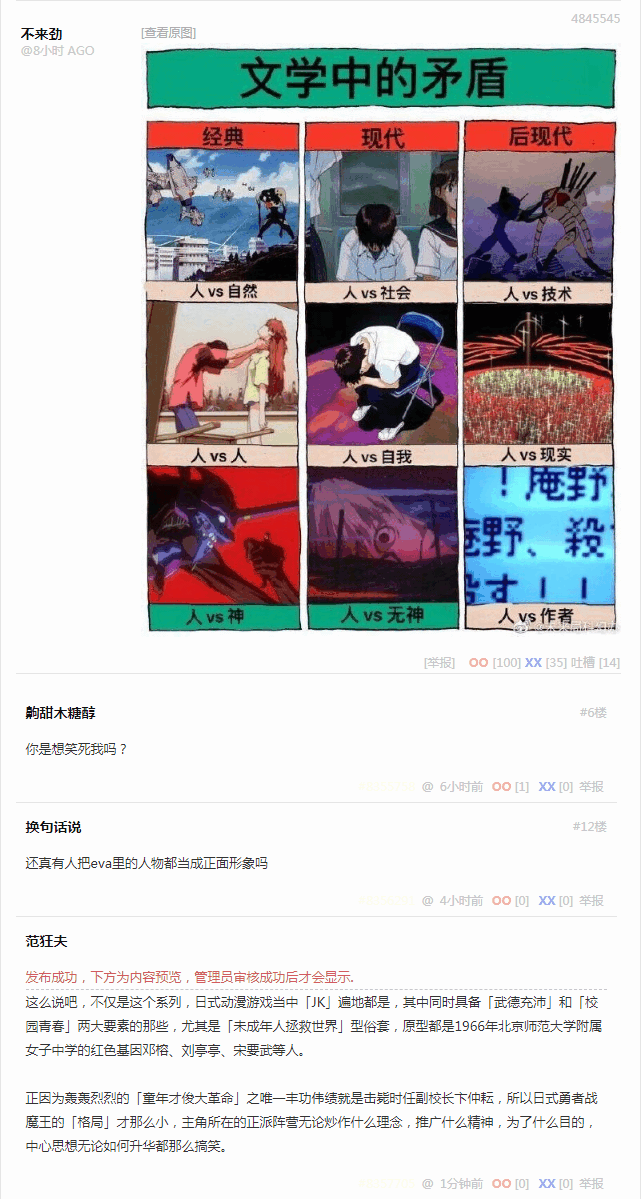 4845545
不来劲
[查看原图]
@8小时 AGO
文学中的矛盾
经典
现代
后现代
人 vs 自然
人 vs 社会
人 vs 技术
人 vs 人
人 vs 自我
人 vs 现实
！庵野
庵野、殺
殺す！！
人 vs 神
人 vs 无神
人 vs 作者
[举报] OO [100] XX [35] 吐槽 [14]
齁甜木糖醇
#6楼
你是想笑死我吗？
@ 6小时前 OO [1] XX [0] 举报
换句话说
#12楼
还真有人把eva里的人物都当成正面形象吗
@ 4小时前 OO [0] XX [0] 举报
范狂夫
发布成功，下方为内容预览，管理员审核成功后才会显示.
这么说吧，不仅是这个系列，日式动漫游戏当中「JK」遍地都是，其中同时具备「武德充沛」和「校
园青春」两大要素的那些，尤其是「未成年人拯救世界」型俗套，原型都是1966年北京师范大学附属
女子中学的红色基因邓榕、刘亭亭、宋要武等人。
正因为轰轰烈烈的「童年才俊大革命」之唯一丰功伟绩就是击毙时任副校长卞仲耘，所以日式勇者战
魔王的「格局」才那么小，主角所在的正派阵营无论炒作什么理念，推广什么精神，为了什么目的，
中心思想无论如何升华都那么搞笑。
@ 1分钟前 OO [0] XX [0] 举报